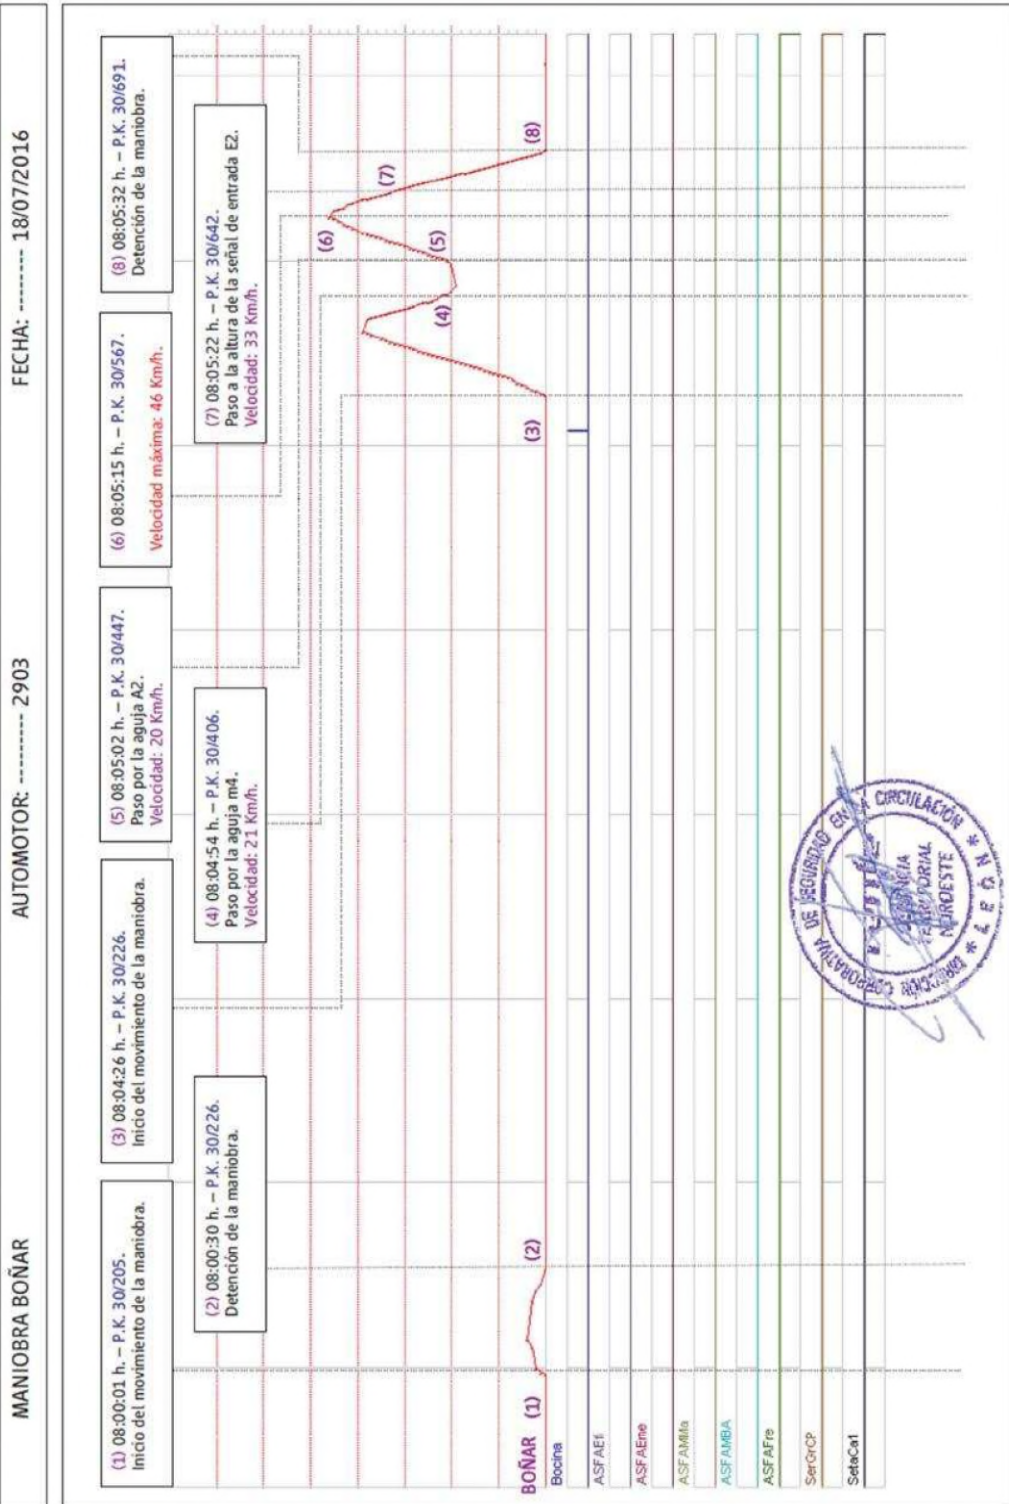 MANIOBRA BOÑAR
AUTOMOTOR: --------- 2903
FECHA: --------- 18/07/2016
(1) 08:00:01 h. – P.K. 30/205.
Inicio del movimiento de la maniobra.
(2) 08:00:30 h. – P.K. 30/226.
Detención de la maniobra.
(3) 08:04:26 h. – P.K. 30/226.
Inicio del movimiento de la maniobra.
(4) 08:04:54 h. – P.K. 30/406.
Paso por la aguja m4.
Velocidad: 21 Km/h.
(5) 08:05:02 h. – P.K. 30/447.
Paso por la aguja A2.
Velocidad: 20 Km/h.
(6) 08:05:15 h. – P.K. 30/567.
Velocidad máxima: 46 Km/h.
(7) 08:05:22 h. – P.K. 30/642.
Paso a la altura de la señal de entrada E2.
Velocidad: 33 Km/h.
(8) 08:05:32 h. – P.K. 30/691.
Detención de la maniobra.
BOÑAR (1)
(2)
(3)
(4)
(5)
(6)
(7)
(8)
Bocina
ASFAEfi
ASFAEme
ASFAMMa
ASFAMBA
ASFAFre
SerGrCP
SetaCa1
DIRECCIÓN CORPORATIVA DE SEGURIDAD EN LA CIRCULACIÓN
GERENCIA
TERRITORIAL
NOROESTE
* LEÓN *